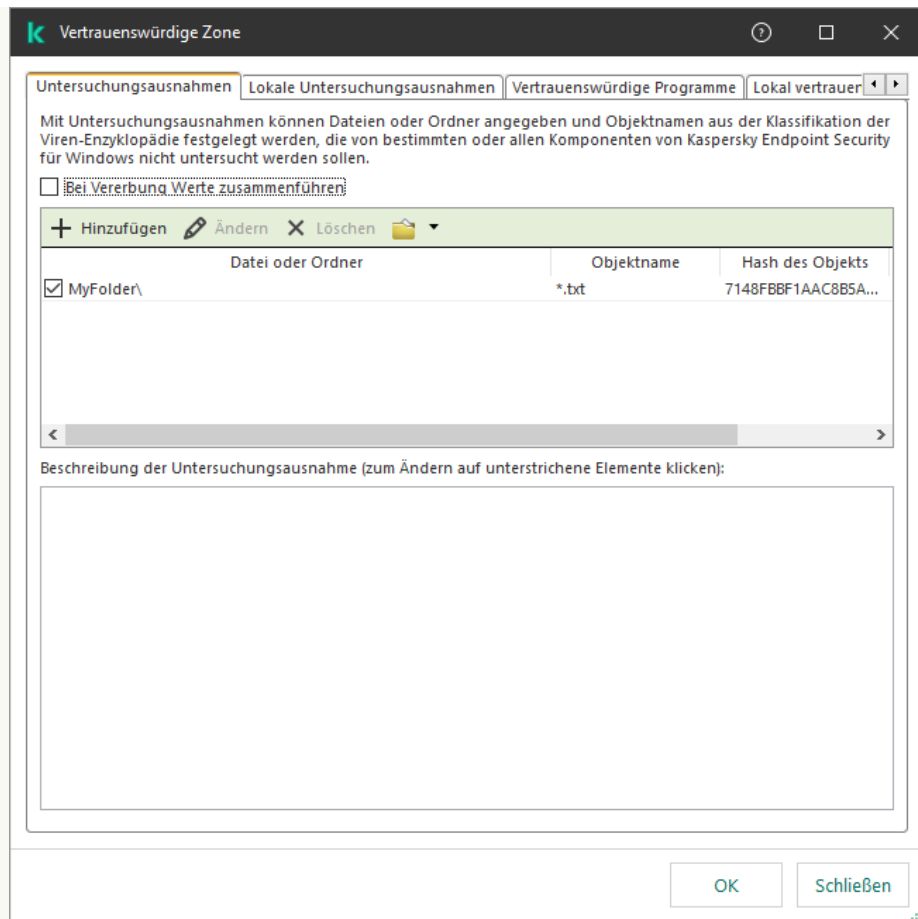 Vertrauenswürdige Zone
Untersuchungsausnahmen
Lokale Untersuchungsausnahmen
Vertrauenswürdige Programme
Lokal vertrauer
Mit Untersuchungsausnahmen können Dateien oder Ordner angegeben und Objektnamen aus der Klassifikation der
Viren-Enzyklopädie festgelegt werden, die von bestimmten oder allen Komponenten von Kaspersky Endpoint Security
für Windows nicht untersucht werden sollen.
Bei Vererbung Werte zusammenführen
Hinzufügen Ändern Löschen
Datei oder Ordner Objektname Hash des Objekts
MyFolder\ *.txt 7148FBBF1AAC8B5A...
Beschreibung der Untersuchungsausnahme (zum Ändern auf unterstrichene Elemente klicken):
OK Schließen